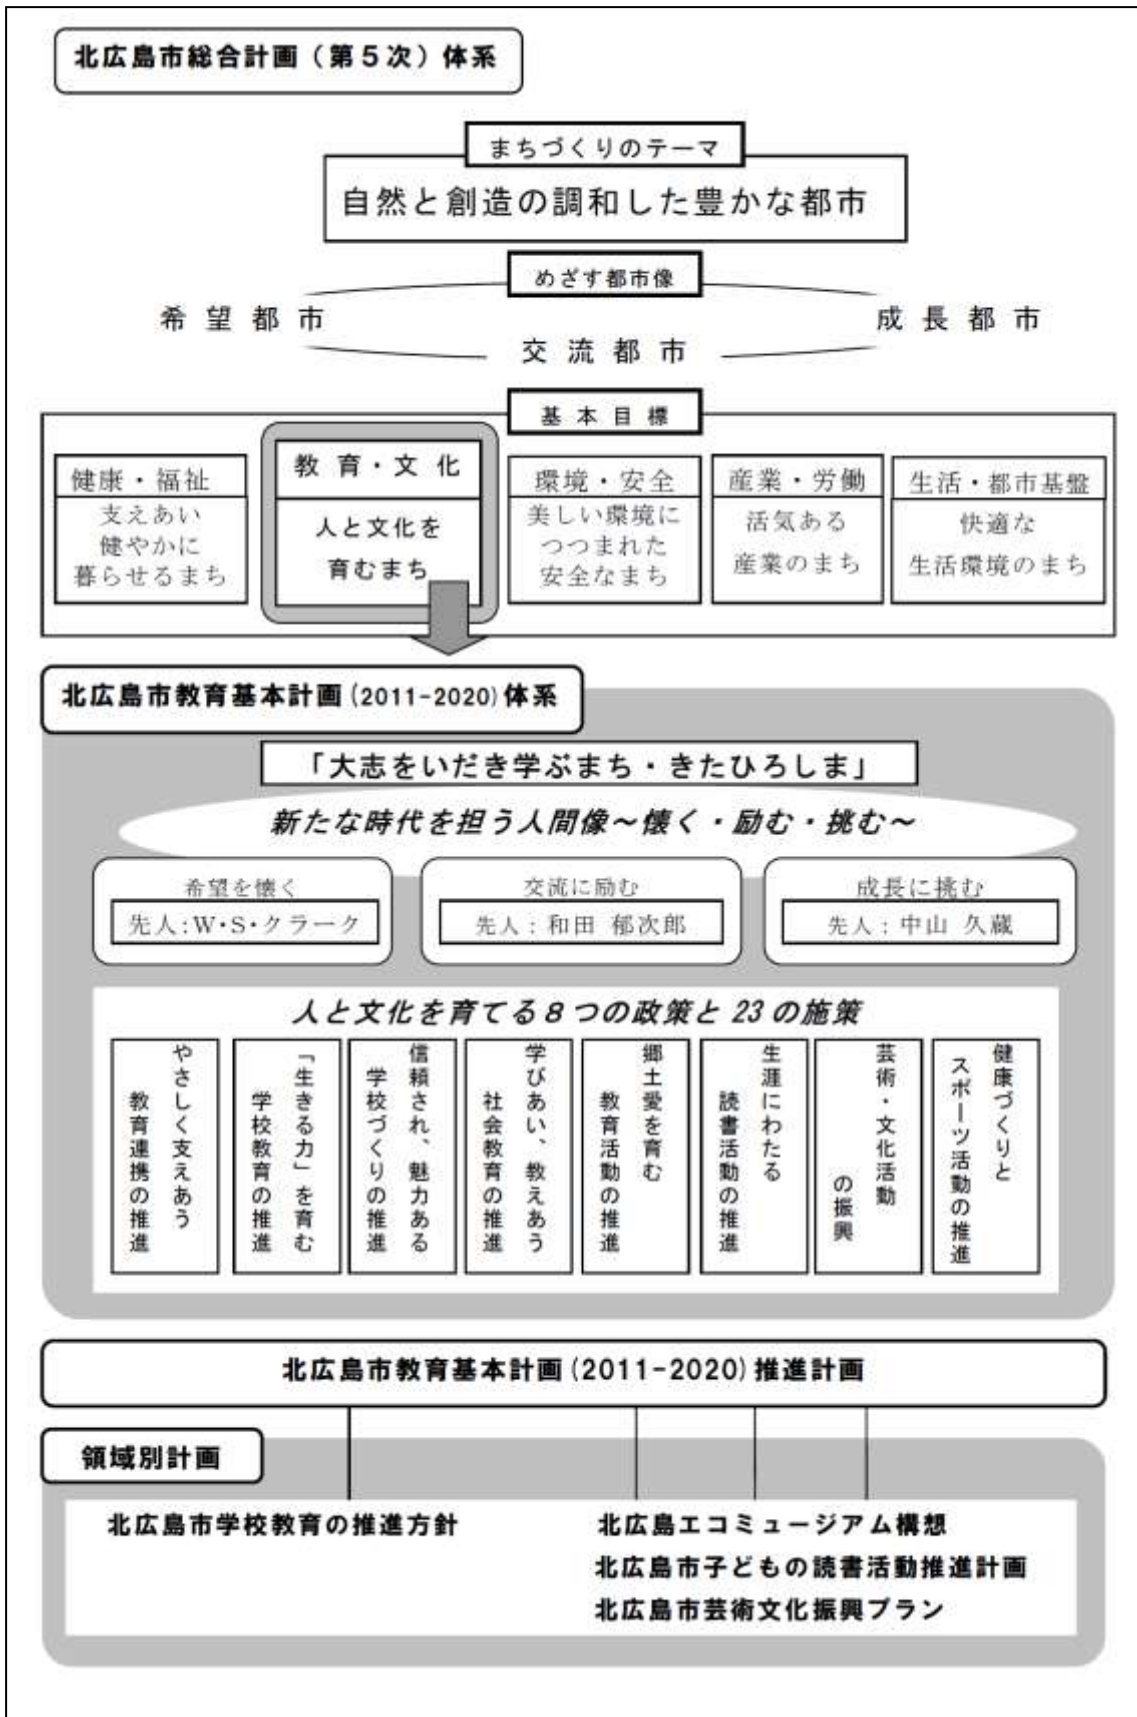 北広島市総合計画（第５次）体系
まちづくりのテーマ
自然と創造の調和した豊かな都市
めざす都市像
希望都市
成長都市
交流都市
基本目標
健康・福祉
支えあい
健やかに
暮らせるまち
教育・文化
人と文化を
育むまち
環境・安全
美しい環境に
つつまれた
安全なまち
産業・労働
活気ある
産業のまち
生活・都市基盤
快適な
生活環境のまち
北広島市教育基本計画(2011-2020)体系
「大志をいだき学ぶまち・きたひろしま」
新たな時代を担う人間像～懐く・励む・挑む～
希望を懐く
先人:W・S・クラーク
交流に励む
先人：和田 郁次郎
成長に挑む
先人：中山 久蔵
人と文化を育てる８つの政策と 23 の施策
やさしく支えあう
教育連携の推進
「生きる力」を育む
学校教育の推進
信頼され、魅力ある
学校づくりの推進
学びあい、教えあう
社会教育の推進
郷土愛を育む
教育活動の推進
生涯にわたる
読書活動の推進
芸術・文化活動
の振興
健康づくりと
スポーツ活動の推進
北広島市教育基本計画(2011-2020)推進計画
領域別計画
北広島市学校教育の推進方針
北広島エコミュージアム構想
北広島市子どもの読書活動推進計画
北広島市芸術文化振興プラン